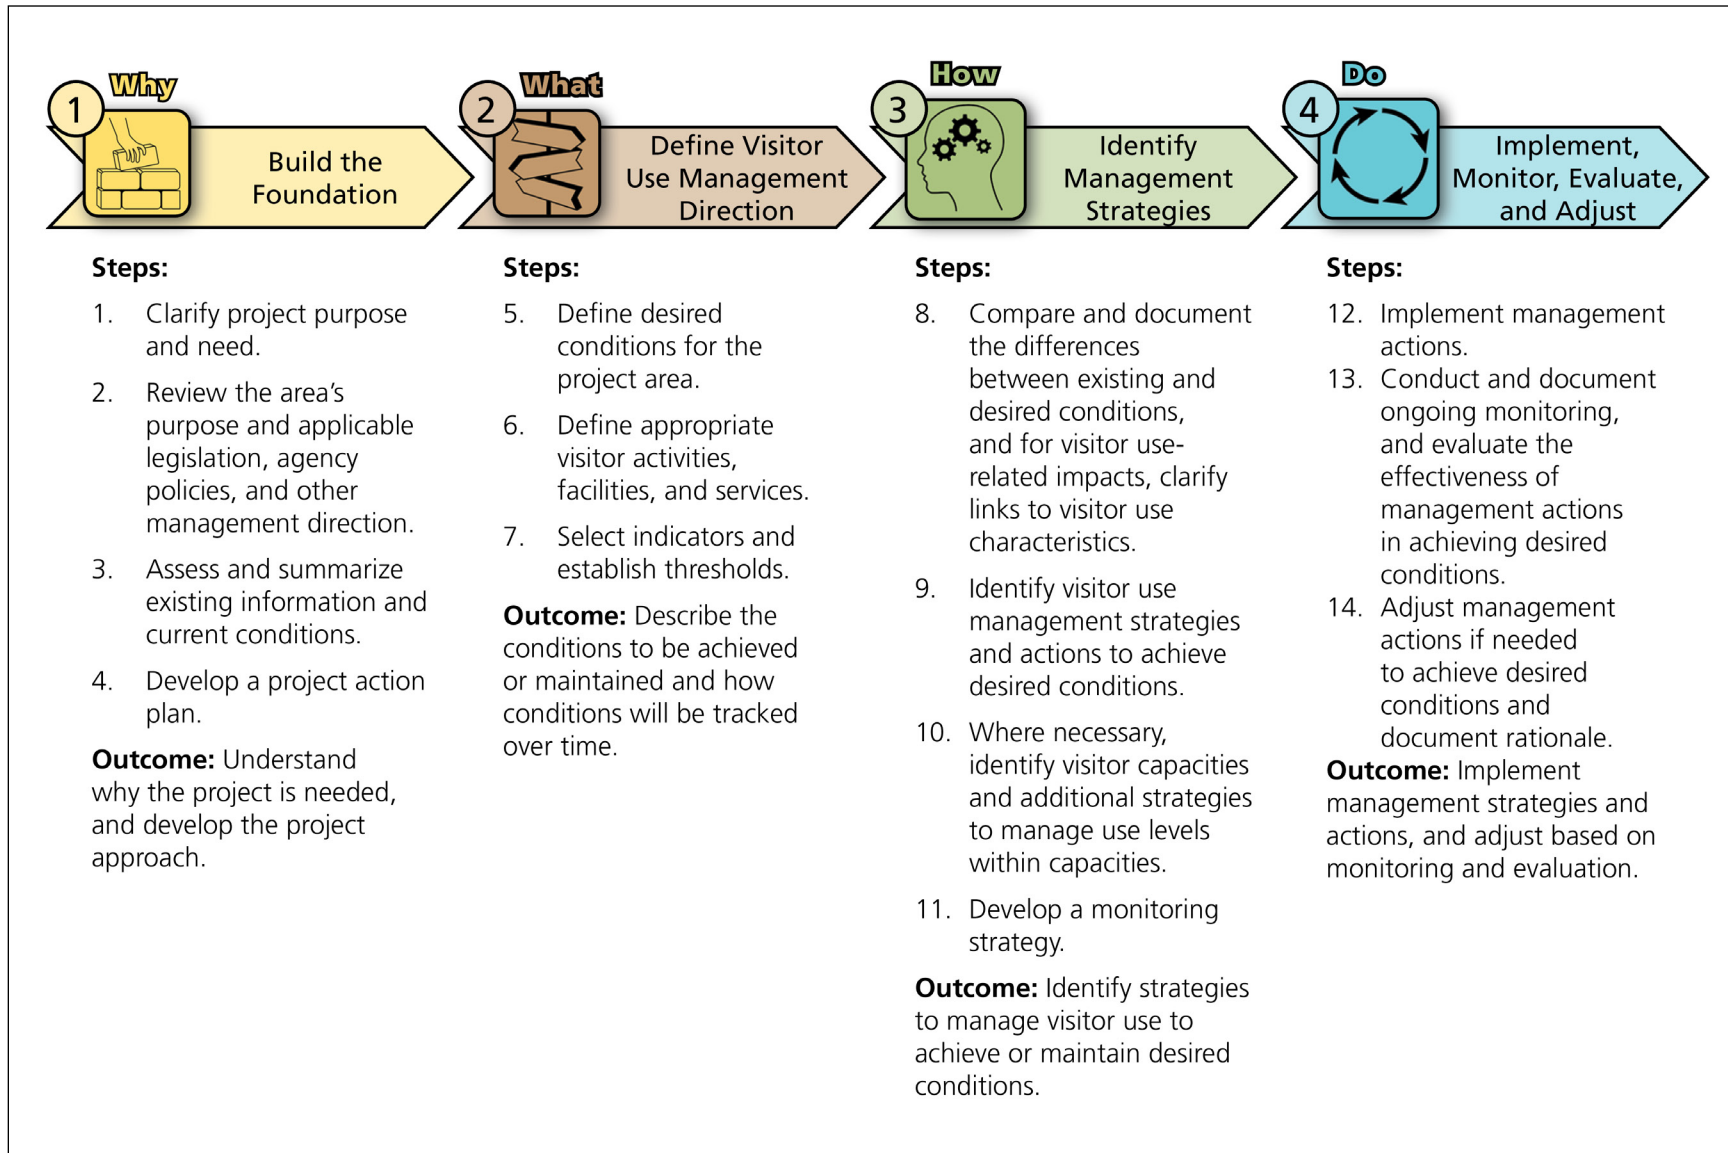 1
Why
Build the
Foundation
Steps:
1. Clarify project purpose
and need.
2. Review the area’s
purpose and applicable
legislation, agency
policies, and other
management direction.
3. Assess and summarize
existing information and
current conditions.
4. Develop a project action
plan.
Outcome: Understand
why the project is needed,
and develop the project
approach.
2
What
Define Visitor
Use Management
Direction
Steps:
5. Define desired
conditions for the
project area.
6. Define appropriate
visitor activities,
facilities, and services.
7. Select indicators and
establish thresholds.
Outcome: Describe the
conditions to be achieved
or maintained and how
conditions will be tracked
over time.
3
How
Identify
Management
Strategies
Steps:
8. Compare and document
the differences
between existing and
desired conditions,
and for visitor use-
related impacts, clarify
links to visitor use
characteristics.
9. Identify visitor use
management strategies
and actions to achieve
desired conditions.
10. Where necessary,
identify visitor capacities
and additional strategies
to manage use levels
within capacities.
11. Develop a monitoring
strategy.
Outcome: Identify strategies
to manage visitor use to
achieve or maintain desired
conditions.
4
Do
Implement,
Monitor, Evaluate,
and Adjust
Steps:
12. Implement management
actions.
13. Conduct and document
ongoing monitoring,
and evaluate the
effectiveness of
management actions
in achieving desired
conditions.
14. Adjust management
actions if needed
to achieve desired
conditions and
document rationale.
Outcome: Implement
management strategies and
actions, and adjust based on
monitoring and evaluation.